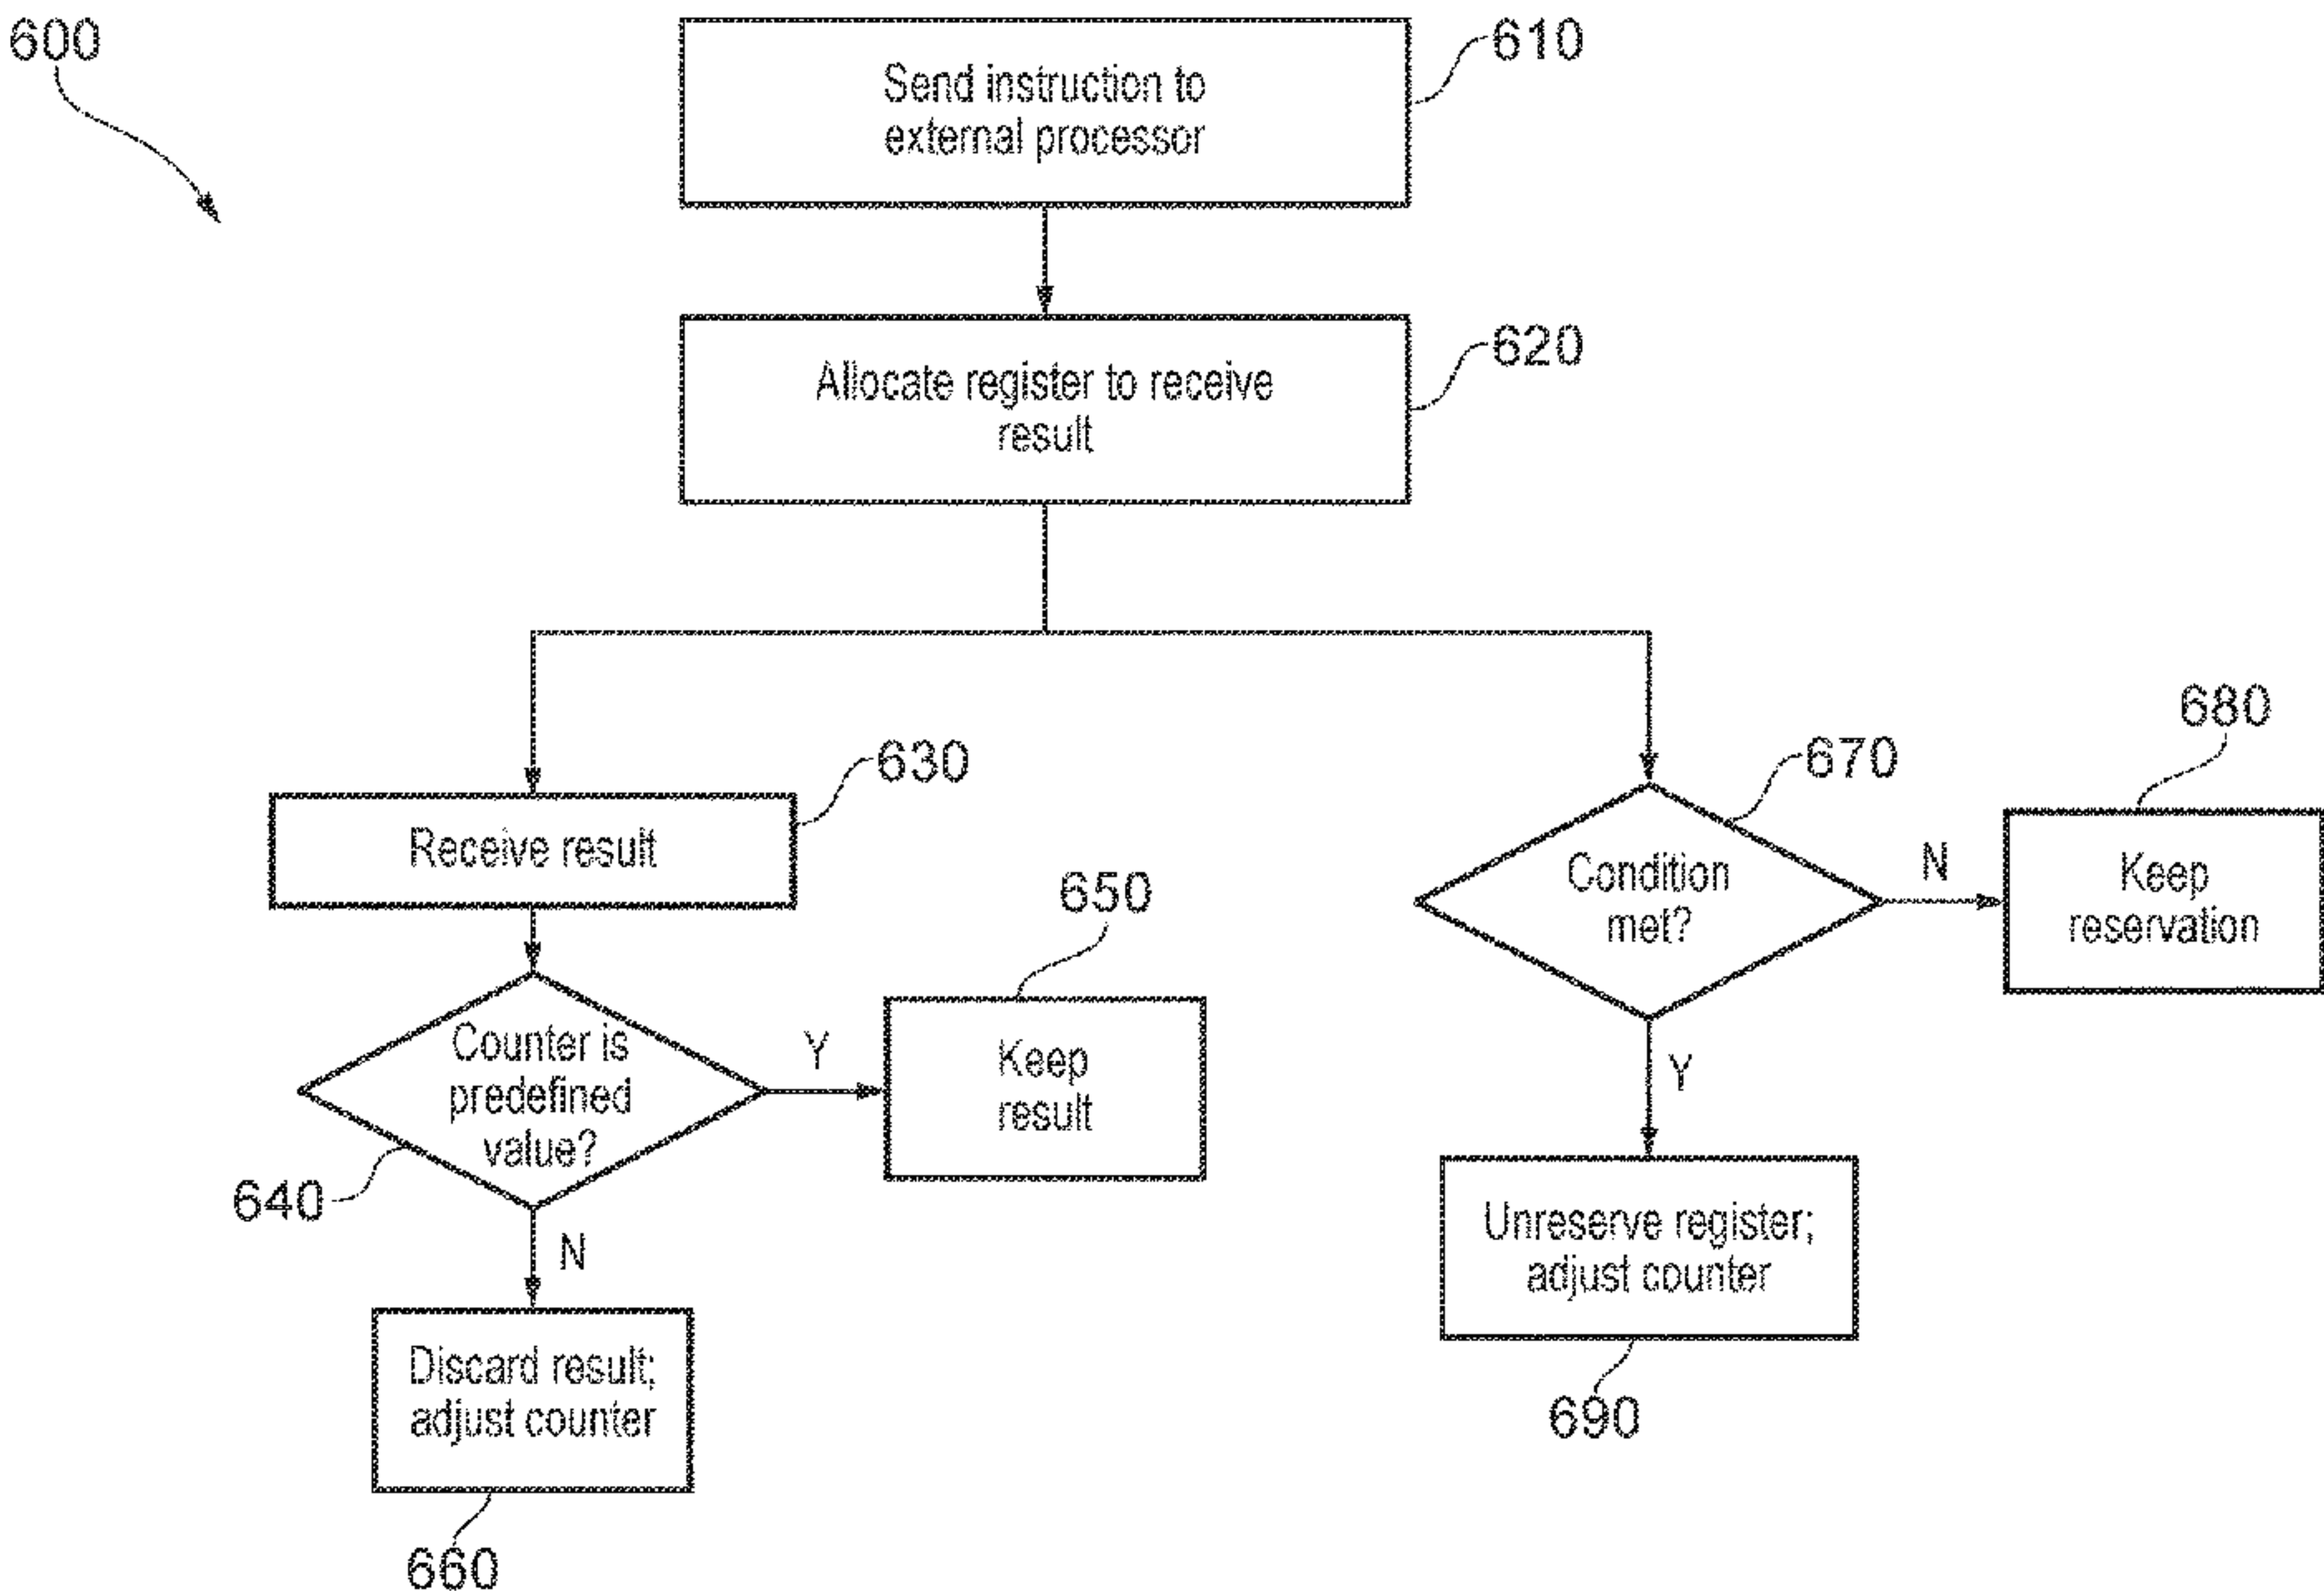 600
610
Send instruction to
external processor
620
Allocate register to receive
result
630
Receive result
680
670
Condition
met?
N
Keep
reservation
650
Counter is
predefined
value?
Y
Keep
result
640
Y
N
Unreserve register;
adjust counter
Discard result;
adjust counter
690
660